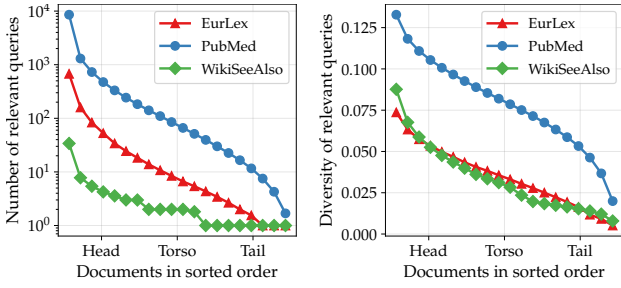 Number of relevant queries
10⁴
10³
10²
10¹
10⁰
EurLex
PubMed
WikiSeeAlso
Head
Torso
Tail
Documents in sorted order
Diversity of relevant queries
0.125
0.100
0.075
0.050
0.025
0.000
EurLex
PubMed
WikiSeeAlso
Head
Torso
Tail
Documents in sorted order